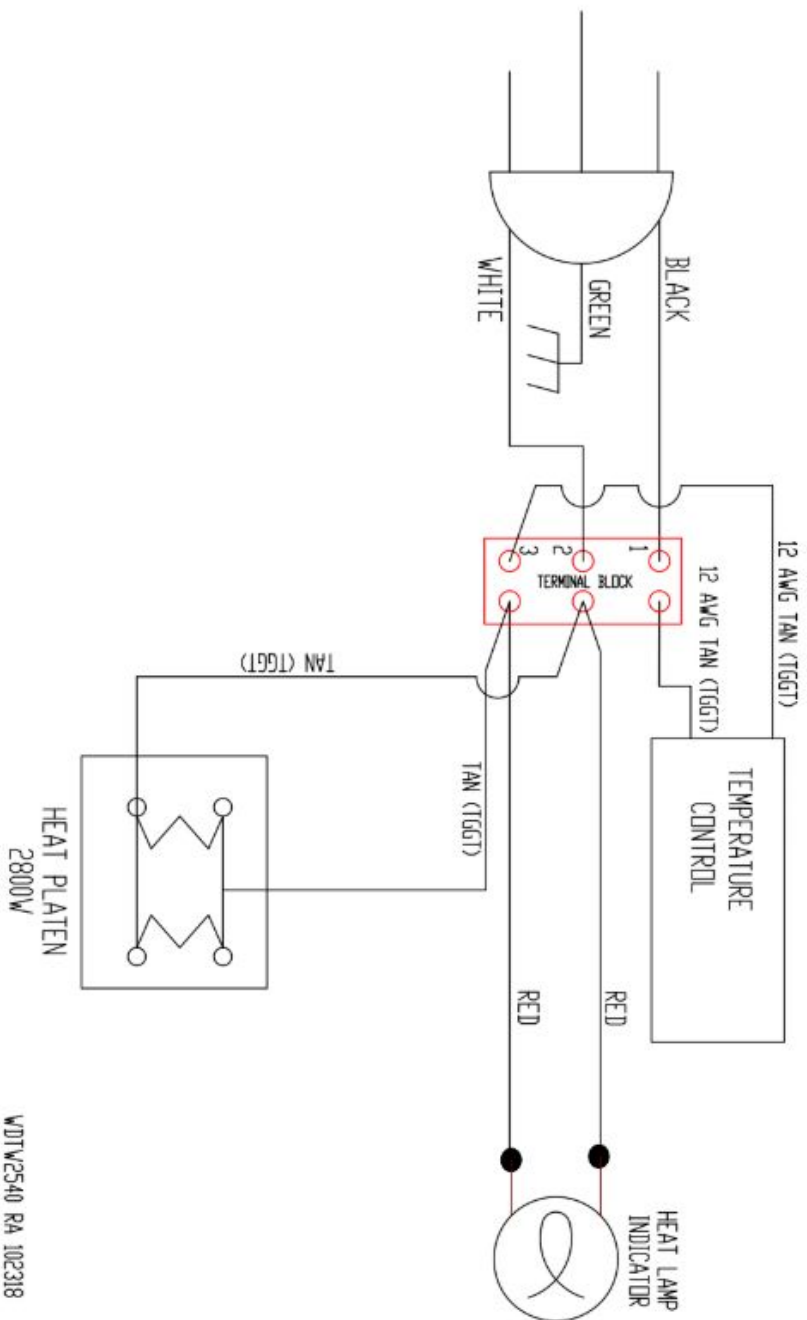 BLACK
GREEN
WHITE
12 AWG TAN (TGGT)
12 AWG TAN (TGGT)
1
2
3
TERMINAL BLOCK
TEMPERATURE
CONTROL
TAN (TGGT)
TAN (TGGT)
HEAT PLATEN
2800W
RED
RED
HEAT LAMP
INDICATOR
WDTW2540 RA 102318